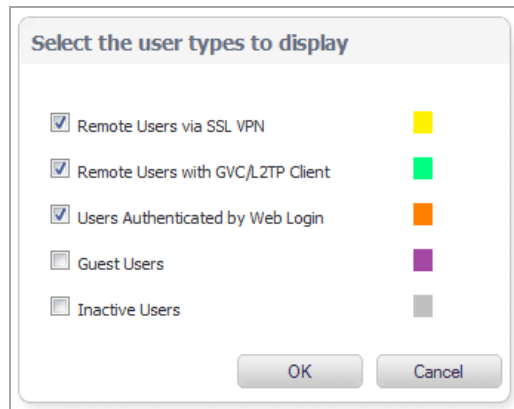 Select the user types to display
Remote Users via SSL VPN
Remote Users with GVC/L2TP Client
Users Authenticated by Web Login
Guest Users
Inactive Users
OK Cancel